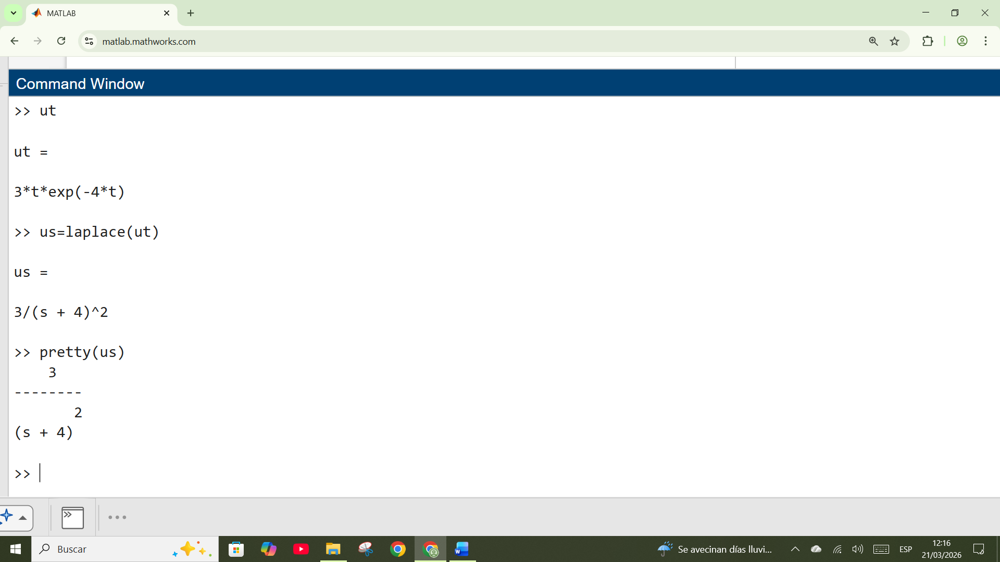 MATLAB
matlab.mathworks.com
Command Window
>> ut
ut =
3*t*exp(-4*t)
>> us=laplace(ut)
us =
3/(s + 4)^2
>> pretty(us)
3
--------
2
(s + 4)
>>
Buscar
Se avecinan días lluvi...
ESP
12:16
21/03/2026